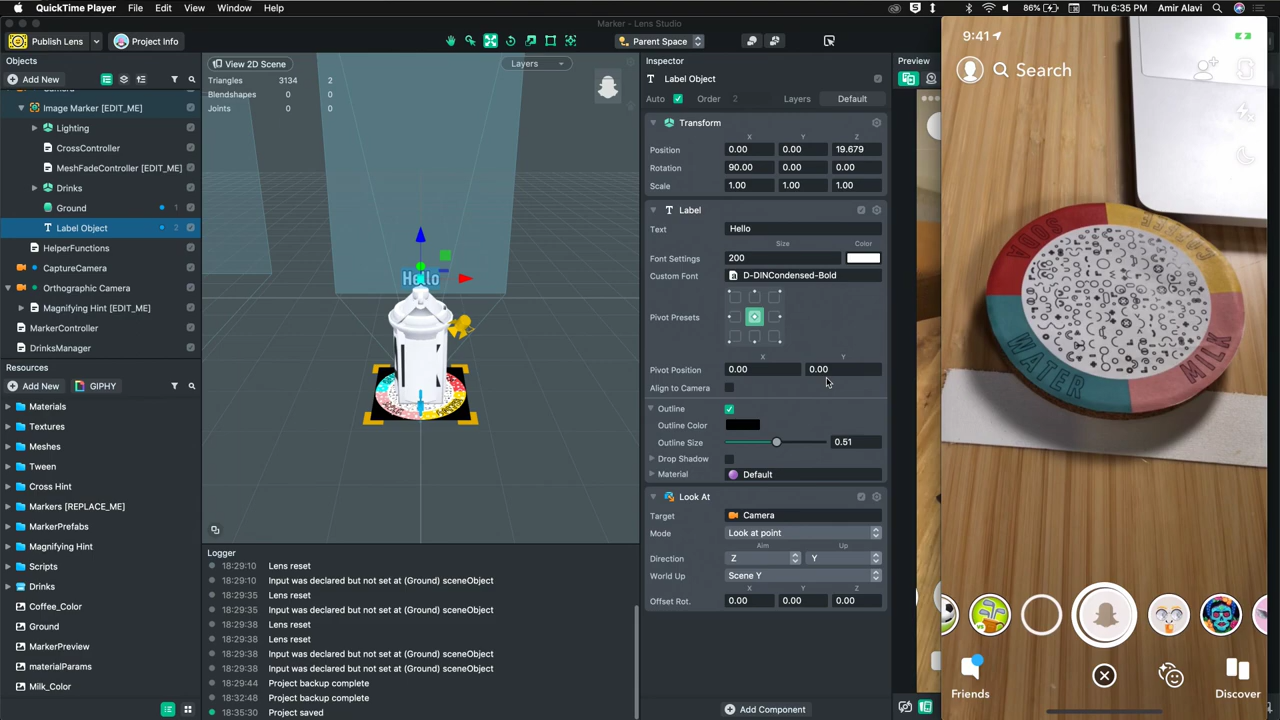 QuickTime Player File Edit View Window Help
86% Thu 6:35 PM Amir Alavi
Marker - Lens Studio
Publish Lens Project Info
Parent Space
Objects
Add New
Image Marker [EDIT_ME]
Lighting
CrossController
MeshFadeController [EDIT_ME]
Drinks
Ground 1
Label Object 2
HelperFunctions
CaptureCamera
Orthographic Camera
Magnifying Hint [EDIT_ME]
MarkerController
DrinksManager
Resources
Add New GIPHY
Materials
Textures
Meshes
Tween
Cross Hint
Markers [REPLACE_ME]
MarkerPrefabs
Magnifying Hint
Scripts
Drinks
Coffee_Color
Ground
MarkerPreview
materialParams
Milk_Color
View 2D Scene
Layers
Triangles 3134 2
Blendshapes 0 0
Joints 0 0
Hello
Logger
18:29:10 Lens reset
18:29:10 Input was declared but not set at (Ground) sceneObject
18:29:35 Lens reset
18:29:35 Input was declared but not set at (Ground) sceneObject
18:29:38 Lens reset
18:29:38 Lens reset
18:29:38 Input was declared but not set at (Ground) sceneObject
18:29:38 Input was declared but not set at (Ground) sceneObject
18:29:44 Project backup complete
18:32:48 Project backup complete
18:35:30 Project saved
Inspector
Label Object
Auto Order 2 Layers Default
Transform
X Y Z
Position 0.00 0.00 19.679
Rotation 90.00 0.00 0.00
Scale 1.00 1.00 1.00
Label
Text Hello
Size Color
Font Settings 200
Custom Font D-DINCondensed-Bold
Pivot Presets
X Y
Pivot Position 0.00 0.00
Align to Camera
Outline
Outline Color
Outline Size 0.51
Drop Shadow
Material Default
Look At
Target Camera
Mode Look at point
Aim Up
Direction Z Y
World Up Scene Y
X Y Z
Offset Rot. 0.00 0.00 0.00
Add Component
Preview
9:41
Search
SODA
COFFEE
WATER
MILK
Friends
Discover